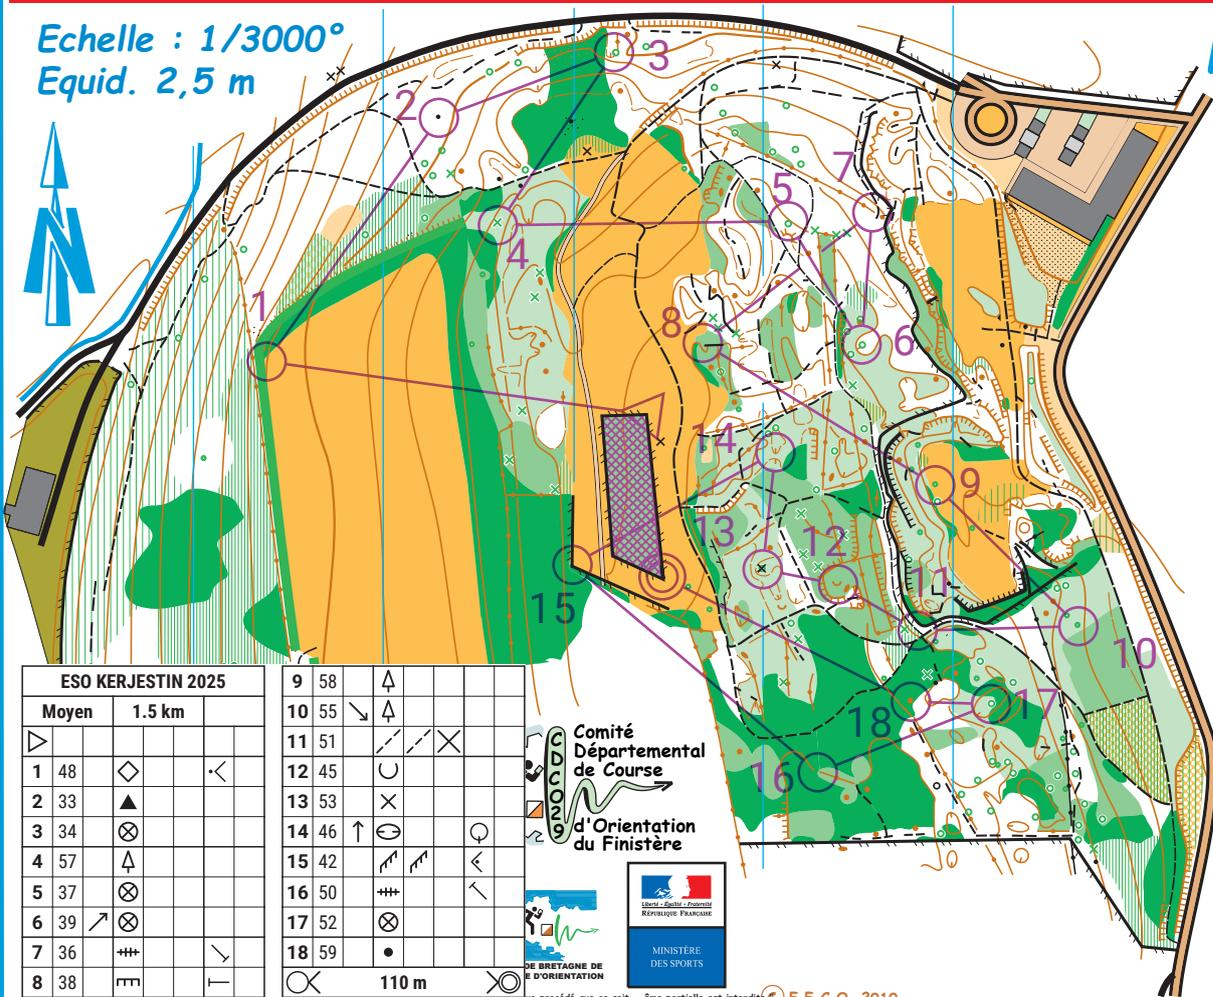 Echelle : 1/3000°
Equid. 2,5 m
N
1
2
3
4
5
6
7
8
9
10
11
12
13
14
15
16
17
18
ESO KERJESTIN 2025
Moyen 1.5 km
1 48
2 33
3 34
4 57
5 37
6 39
7 36
8 38
9 58
10 55
11 51
12 45
13 53
14 46
15 42
16 50
17 52
18 59
110 m
CDCO29
Comité
Départemental
de Course
d'Orientation
du Finistère
DE BRETAGNE DE
E D'ORIENTATION
Liberté • Égalité • Fraternité
RÉPUBLIQUE FRANÇAISE
MINISTÈRE
DES SPORTS